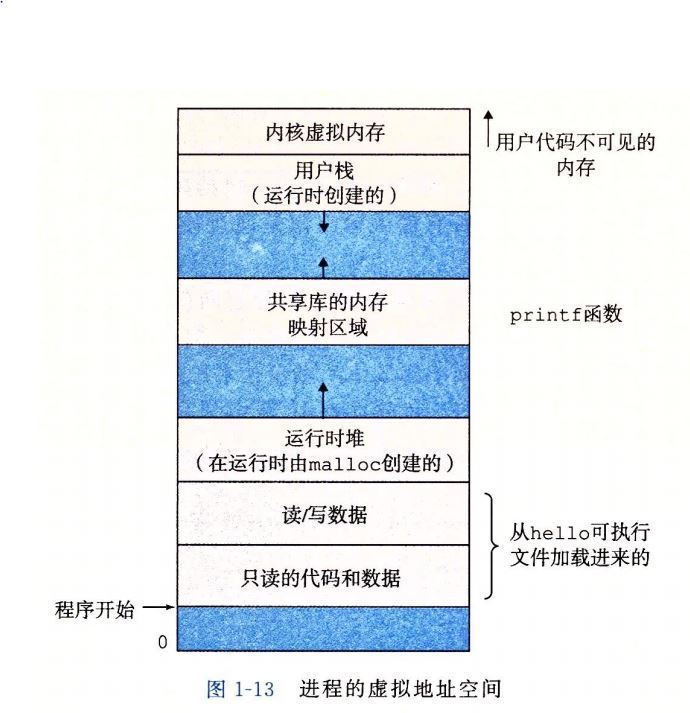 内核虚拟内存
用户代码不可见的
内存
用户栈
(运行时创建的)
共享库的内存
映射区域
printf函数
运行时堆
(在运行时由malloc创建的)
读/写数据
从hello可执行
文件加载进来的
只读的代码和数据
程序开始
0
图 1-13 进程的虚拟地址空间